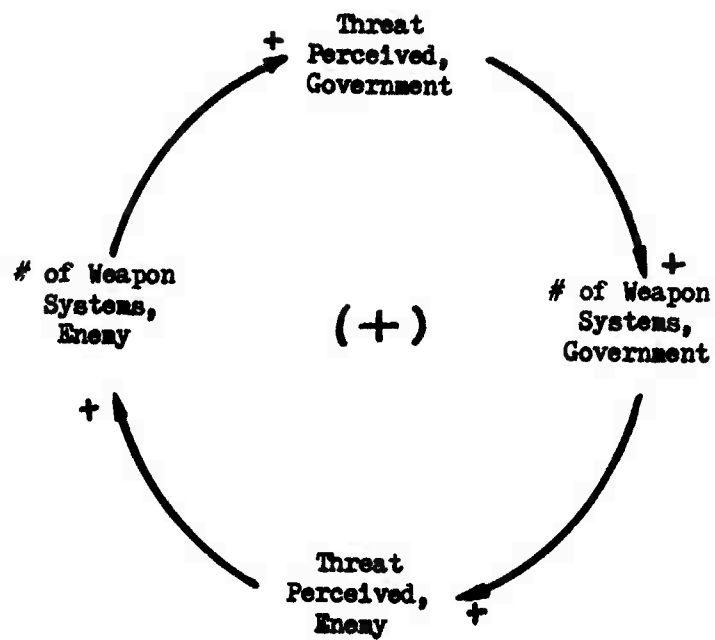 +
Threat
Perceived,
Government
+
# of Weapon
Systems,
Government
# of Weapon
Systems,
Enemy
(+)
+
Threat
Perceived,
Enemy
+